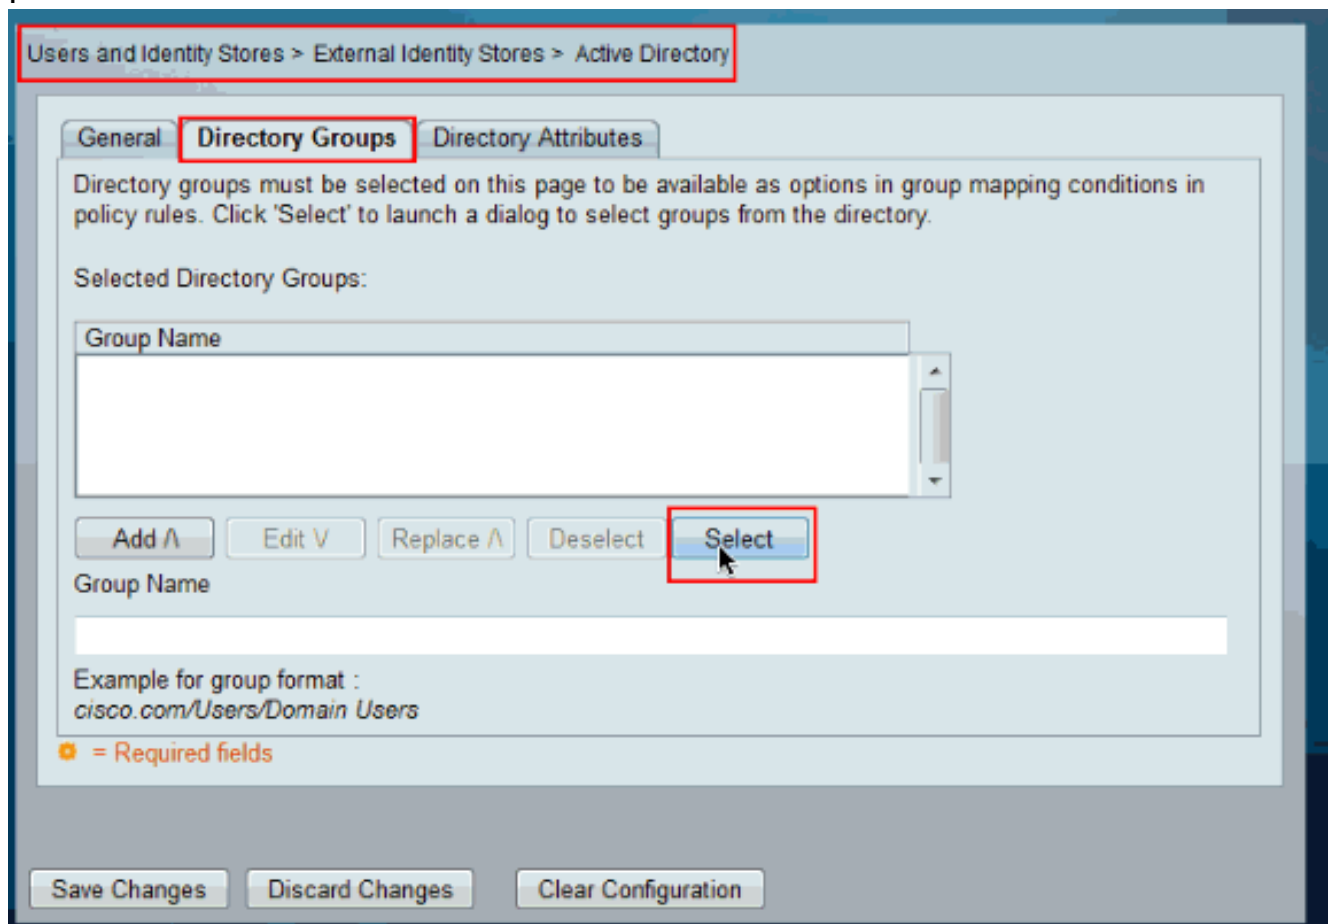 Users and Identity Stores > External Identity Stores > Active Directory
General Directory Groups Directory Attributes
Directory groups must be selected on this page to be available as options in group mapping conditions in
policy rules. Click 'Select' to launch a dialog to select groups from the directory.
Selected Directory Groups:
Group Name
Add /\ Edit V Replace /\ Deselect Select
Group Name
Example for group format :
cisco.com/Users/Domain Users
= Required fields
Save Changes Discard Changes Clear Configuration